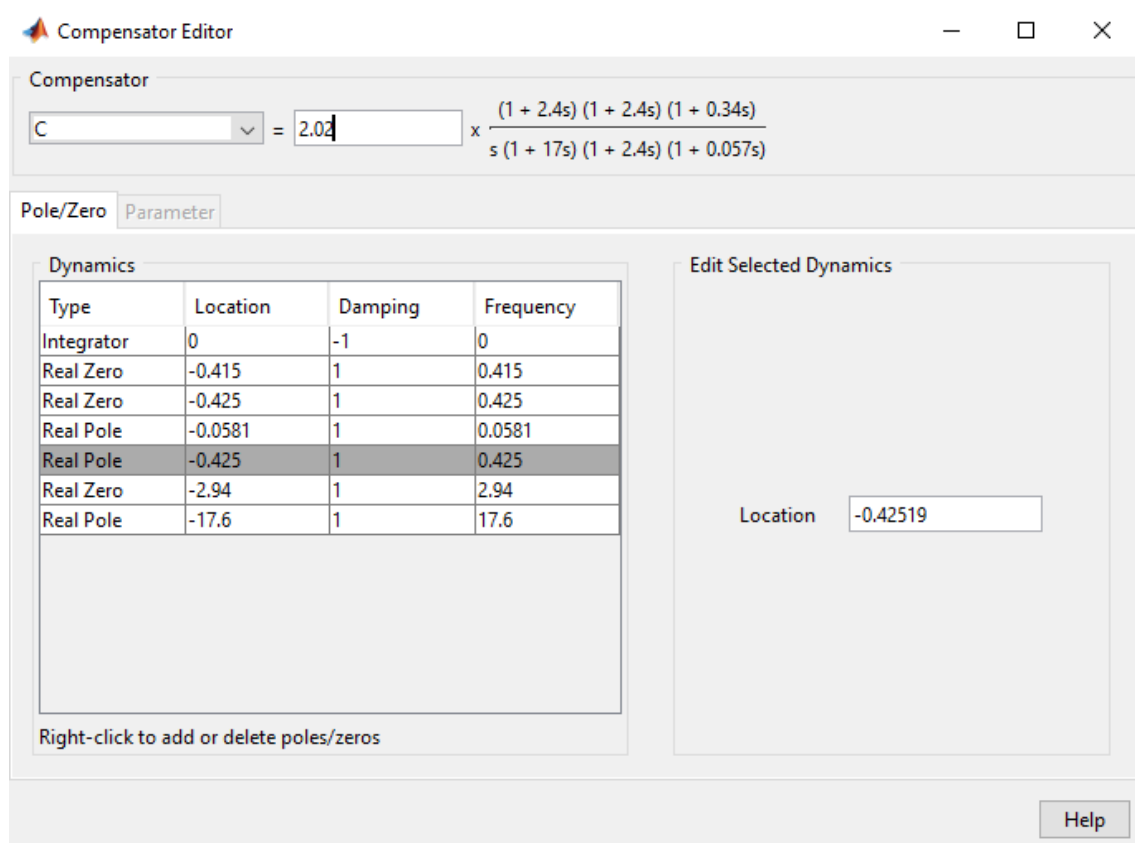 Compensator Editor
Compensator
C = 2.02 x (1 + 2.4s) (1 + 2.4s) (1 + 0.34s)
s (1 + 17s) (1 + 2.4s) (1 + 0.057s)
Pole/Zero Parameter
Dynamics
Type Location Damping Frequency
Integrator 0 -1 0
Real Zero -0.415 1 0.415
Real Zero -0.425 1 0.425
Real Pole -0.0581 1 0.0581
Real Pole -0.425 1 0.425
Real Zero -2.94 1 2.94
Real Pole -17.6 1 17.6
Right-click to add or delete poles/zeros
Edit Selected Dynamics
Location -0.42519
Help